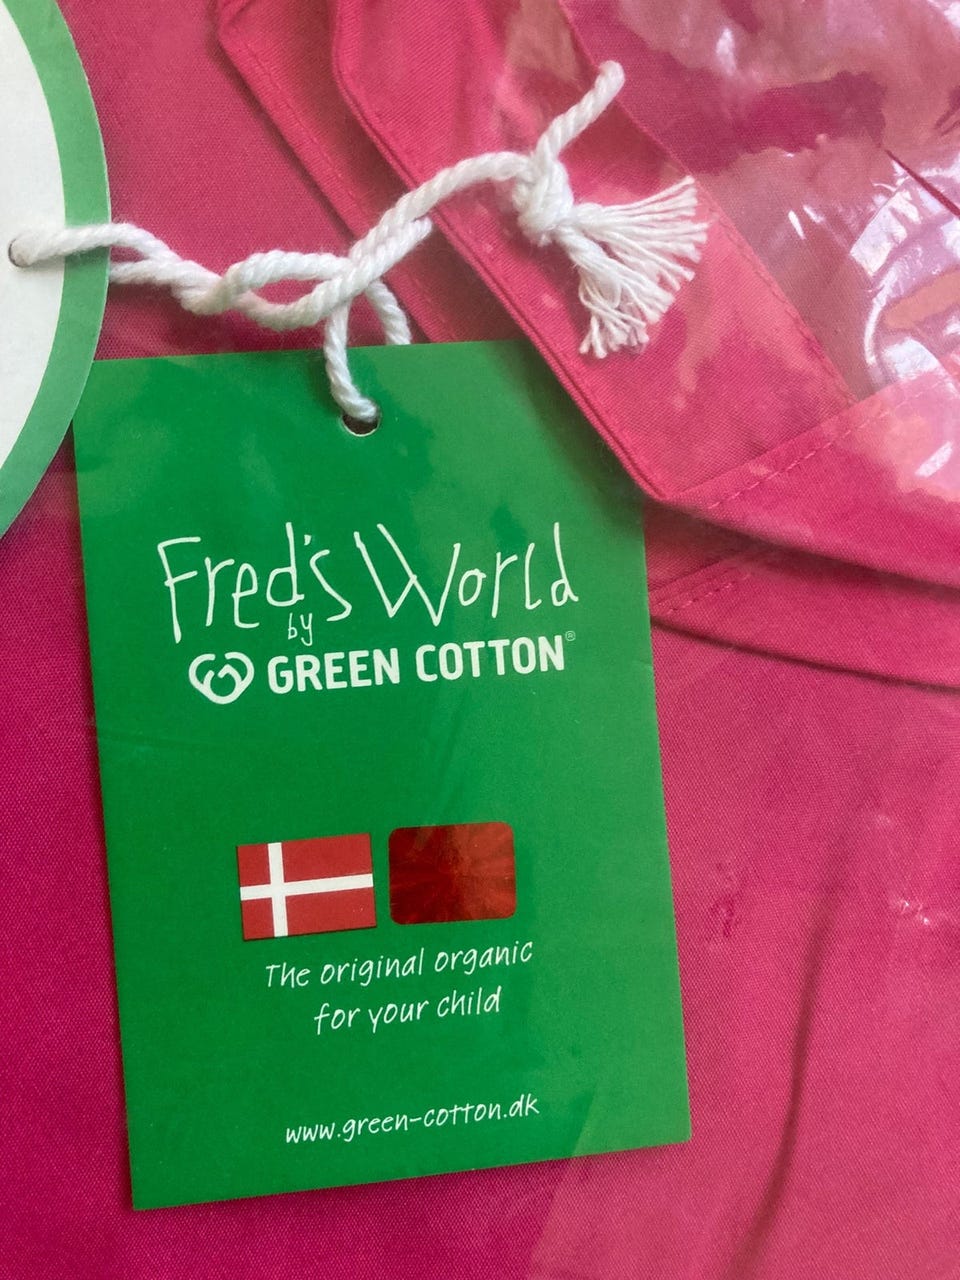 Fred's World
by
GREEN COTTON®
The original organic
for your child
www.green-cotton.dk